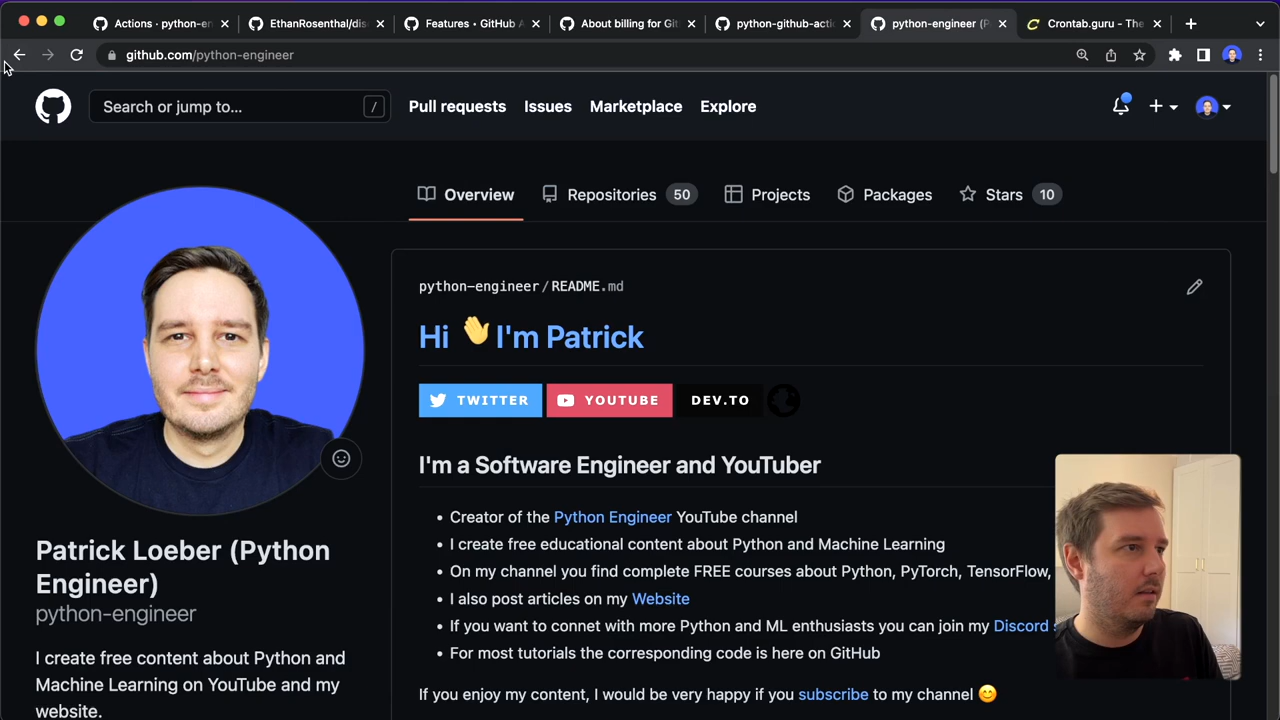 Actions · python-en
EthanRosenthal/dis
Features • GitHub A
About billing for Git
python-github-actio
python-engineer (P
Crontab.guru - The
github.com/python-engineer
Search or jump to...
/
Pull requests
Issues
Marketplace
Explore
Overview
Repositories 50
Projects
Packages
Stars 10
python-engineer/README.md
Hi 👋 I'm Patrick
TWITTER
YOUTUBE
DEV.TO
I'm a Software Engineer and YouTuber
• Creator of the Python Engineer YouTube channel
• I create free educational content about Python and Machine Learning
• On my channel you find complete FREE courses about Python, PyTorch, TensorFlow,
• I also post articles on my Website
• If you want to connet with more Python and ML enthusiasts you can join my Discord s
• For most tutorials the corresponding code is here on GitHub
If you enjoy my content, I would be very happy if you subscribe to my channel 😊
Patrick Loeber (Python
Engineer)
python-engineer
I create free content about Python and
Machine Learning on YouTube and my
website.